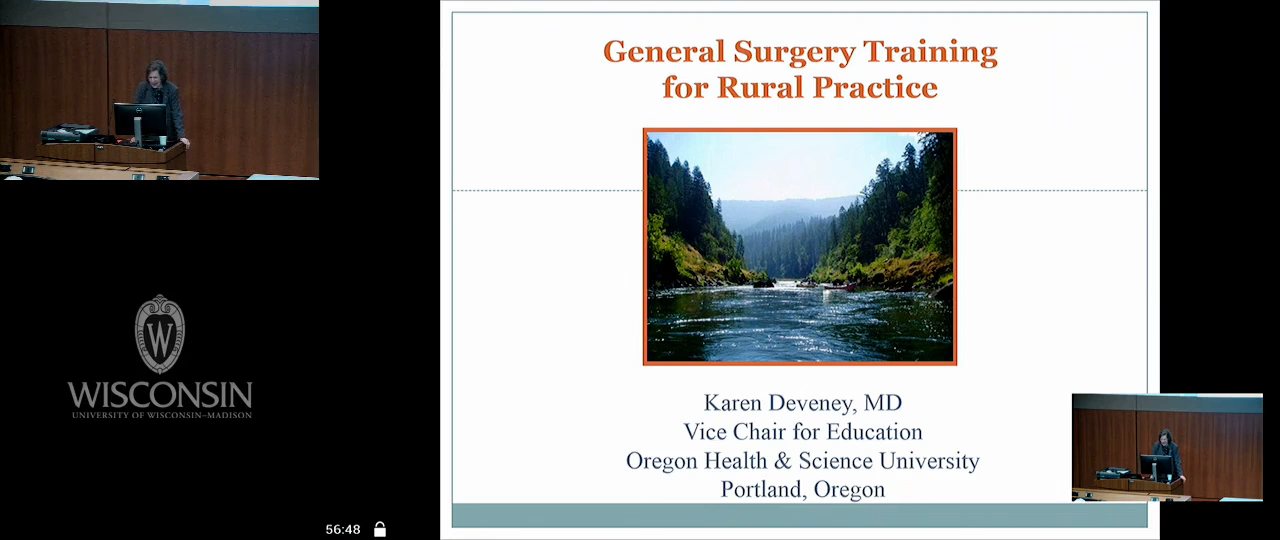 General Surgery Training
for Rural Practice
W
WISCONSIN
UNIVERSITY OF WISCONSIN–MADISON
Karen Deveney, MD
Vice Chair for Education
Oregon Health & Science University
Portland, Oregon
56:48